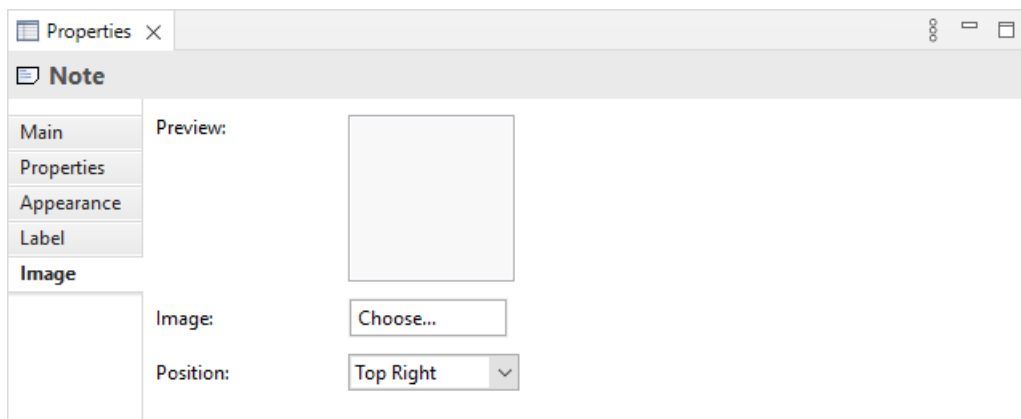 Properties
Note
Main
Properties
Appearance
Label
Image
Preview:
Image: Choose...
Position: Top Right